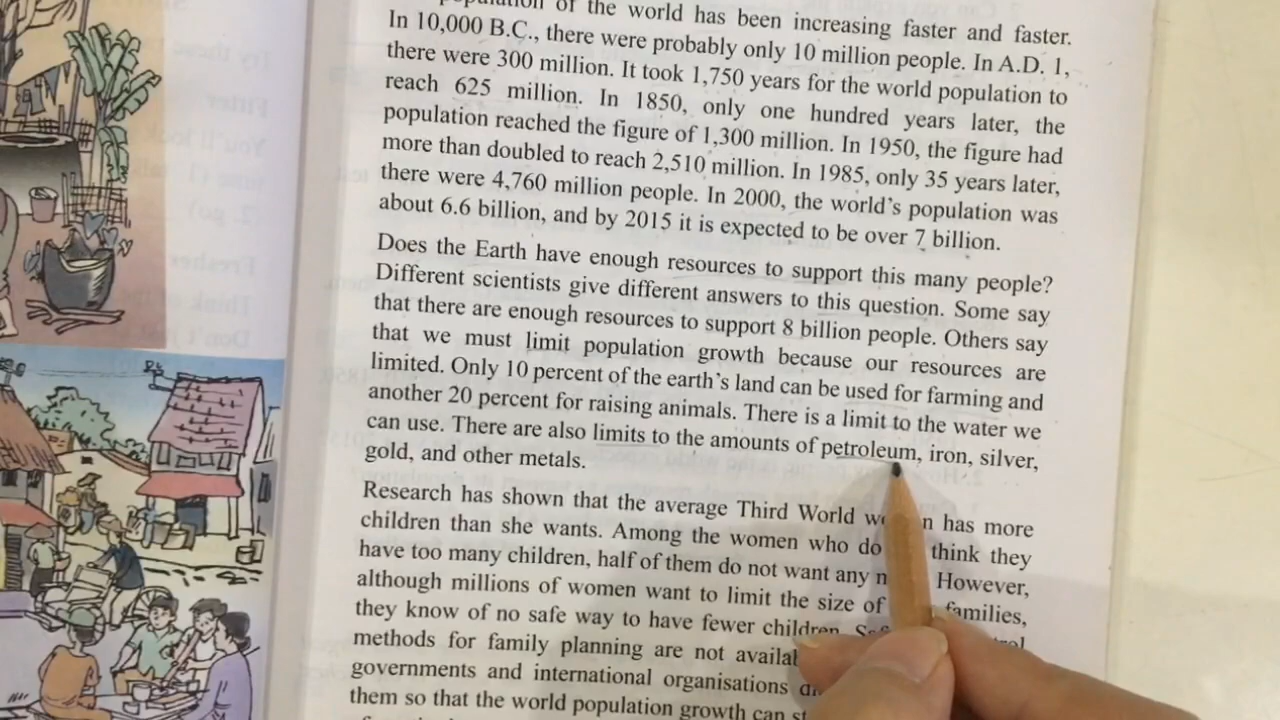 of the world has been increasing faster and faster.
In 10,000 B.C., there were probably only 10 million people. In A.D. 1,
there were 300 million. It took 1,750 years for the world population to
reach 625 million. In 1850, only one hundred years later, the
population reached the figure of 1,300 million. In 1950, the figure had
more than doubled to reach 2,510 million. In 1985, only 35 years later,
there were 4,760 million people. In 2000, the world's population was
about 6.6 billion, and by 2015 it is expected to be over 7 billion.
Does the Earth have enough resources to support this many people?
Different scientists give different answers to this question. Some say
that there are enough resources to support 8 billion people. Others say
that we must limit population growth because our resources are
limited. Only 10 percent of the earth's land can be used for farming and
another 20 percent for raising animals. There is a limit to the water we
can use. There are also limits to the amounts of petroleum, iron, silver,
gold, and other metals.
Research has shown that the average Third World has more
children than she wants. Among the women who do think they
have too many children, half of them do not want any However,
although millions of women want to limit the size of families,
they know of no safe way to have fewer children.
methods for family planning are not
governments and international organisations
them so that the world population growth can